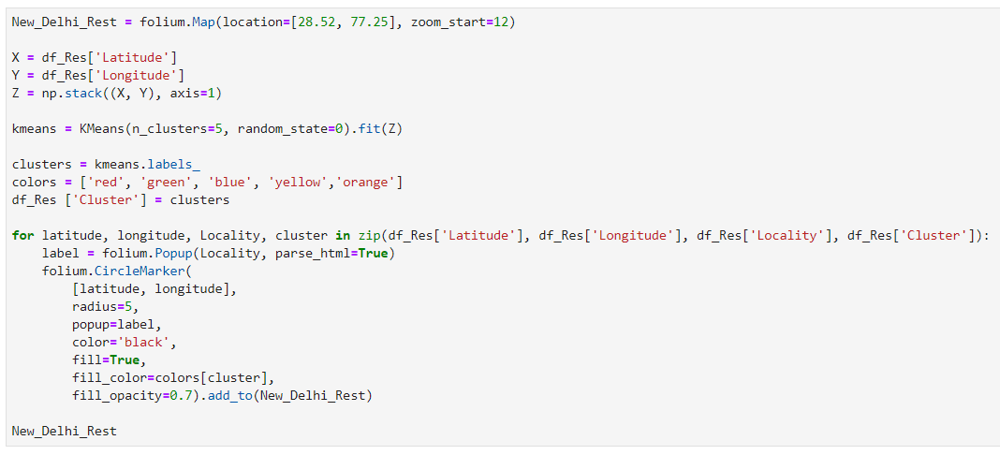 New_Delhi_Rest = folium.Map(location=[28.52, 77.25], zoom_start=12)

X = df_Res['Latitude']
Y = df_Res['Longitude']
Z = np.stack((X, Y), axis=1)

kmeans = KMeans(n_clusters=5, random_state=0).fit(Z)

clusters = kmeans.labels_
colors = ['red', 'green', 'blue', 'yellow','orange']
df_Res ['Cluster'] = clusters

for latitude, longitude, Locality, cluster in zip(df_Res['Latitude'], df_Res['Longitude'], df_Res['Locality'], df_Res['Cluster']):
    label = folium.Popup(Locality, parse_html=True)
    folium.CircleMarker(
        [latitude, longitude],
        radius=5,
        popup=label,
        color='black',
        fill=True,
        fill_color=colors[cluster],
        fill_opacity=0.7).add_to(New_Delhi_Rest)

New_Delhi_Rest